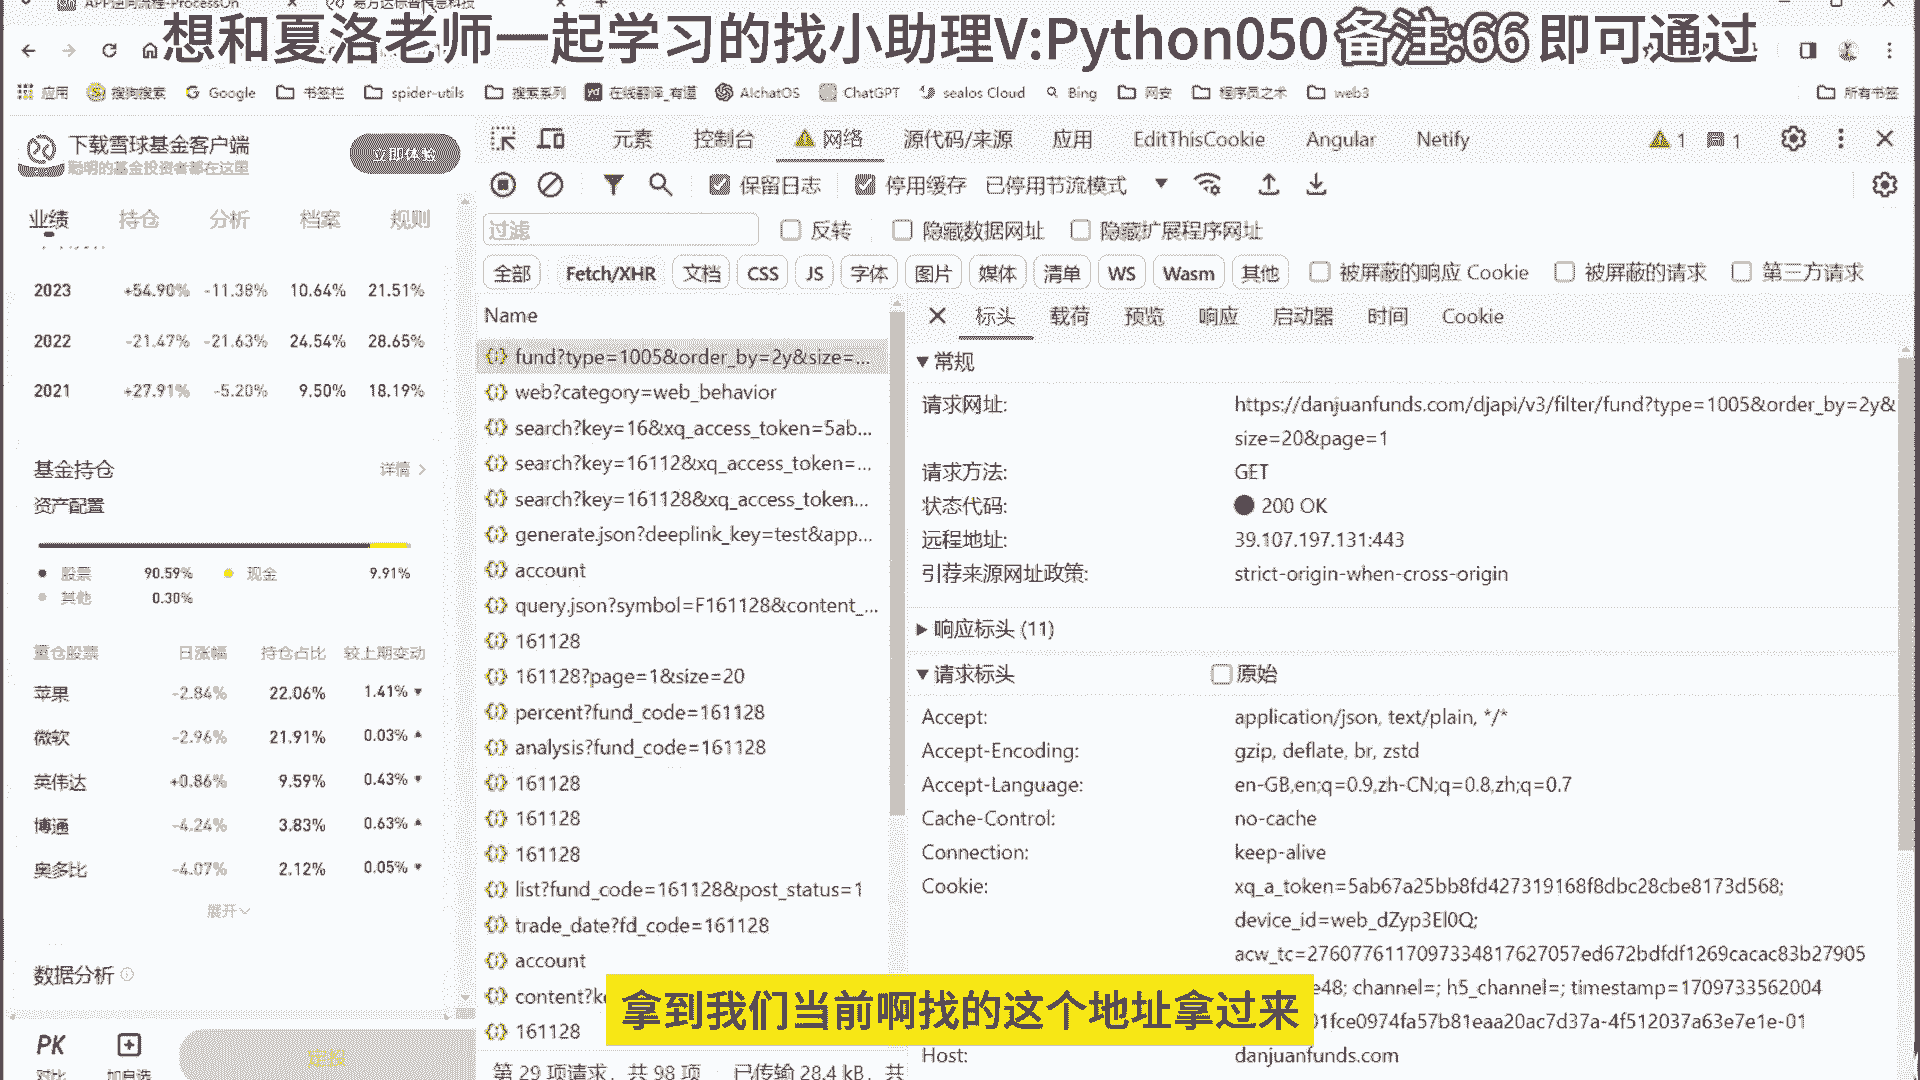 APP逆向流程-ProcessOn
易方达标普信息科技
想和夏洛老师一起学习的找小助理V:Python050 备注:66 即可通过
应用 搜狗搜索 Google 书签栏 spider-utils 搜索系列 在线翻译_有道 AIchatOS ChatGPT sealos Cloud Bing 网安 程序员之术 web3 所有书签
下载雪球基金客户端
聪明的基金投资者都在这里
立即体验
业绩 持仓 分析 档案 规则
2023 +54.90% -11.38% 10.64% 21.51%
2022 -21.47% -21.63% 24.54% 28.65%
2021 +27.91% -5.20% 9.50% 18.19%
基金持仓 详情
资产配置
股票 90.59% 现金 9.91%
其他 0.30%
重仓股票 日涨幅 持仓占比 较上期变动
苹果 -2.84% 22.06% 1.41%
微软 -2.96% 21.91% 0.03%
英伟达 +0.86% 9.59% 0.43%
博通 -4.24% 3.83% 0.63%
奥多比 -4.07% 2.12% 0.05%
展开
数据分析
PK
对比 加自选
元素 控制台 网络 源代码/来源 应用 EditThisCookie Angular Netify 1 1
保留日志 停用缓存 已停用节流模式
过滤 反转 隐藏数据网址 隐藏扩展程序网址
全部 Fetch/XHR 文档 CSS JS 字体 图片 媒体 清单 WS Wasm 其他 被屏蔽的响应 Cookie 被屏蔽的请求 第三方请求
Name
fund?type=1005&order_by=2y&size=...
web?category=web_behavior
search?key=16&xq_access_token=5ab...
search?key=16112&xq_access_token=...
search?key=161128&xq_access_token...
generate.json?deeplink_key=test&app...
account
query.json?symbol=F161128&content_...
161128
161128?page=1&size=20
percent?fund_code=161128
analysis?fund_code=161128
161128
161128
161128
list?fund_code=161128&post_status=1
trade_date?fd_code=161128
account
content?k
161128
第 29 项请求，共 98 项 已传输 28.4 kB，共
标头 载荷 预览 响应 启动器 时间 Cookie
常规
请求网址: https://danjuanfunds.com/djapi/v3/filter/fund?type=1005&order_by=2y&
size=20&page=1
请求方法: GET
状态代码: 200 OK
远程地址: 39.107.197.131:443
引荐来源网址政策: strict-origin-when-cross-origin
响应标头 (11)
请求标头 原始
Accept: application/json, text/plain, */*
Accept-Encoding: gzip, deflate, br, zstd
Accept-Language: en-GB,en;q=0.9,zh-CN;q=0.8,zh;q=0.7
Cache-Control: no-cache
Connection: keep-alive
Cookie: xq_a_token=5ab67a25bb8fd427319168f8dbc28cbe8173d568;
device_id=web_dZyp3El0Q;
acw_tc=2760776117097334817627057ed672bdfdf1269cacac83b27905
e48; channel=; h5_channel=; timestamp=1709733562004
01fce0974fa57b81eaa20ac7d37a-4f512037a63e7e1e-01
Host: danjuanfunds.com
拿到我们当前啊找的这个地址拿过来